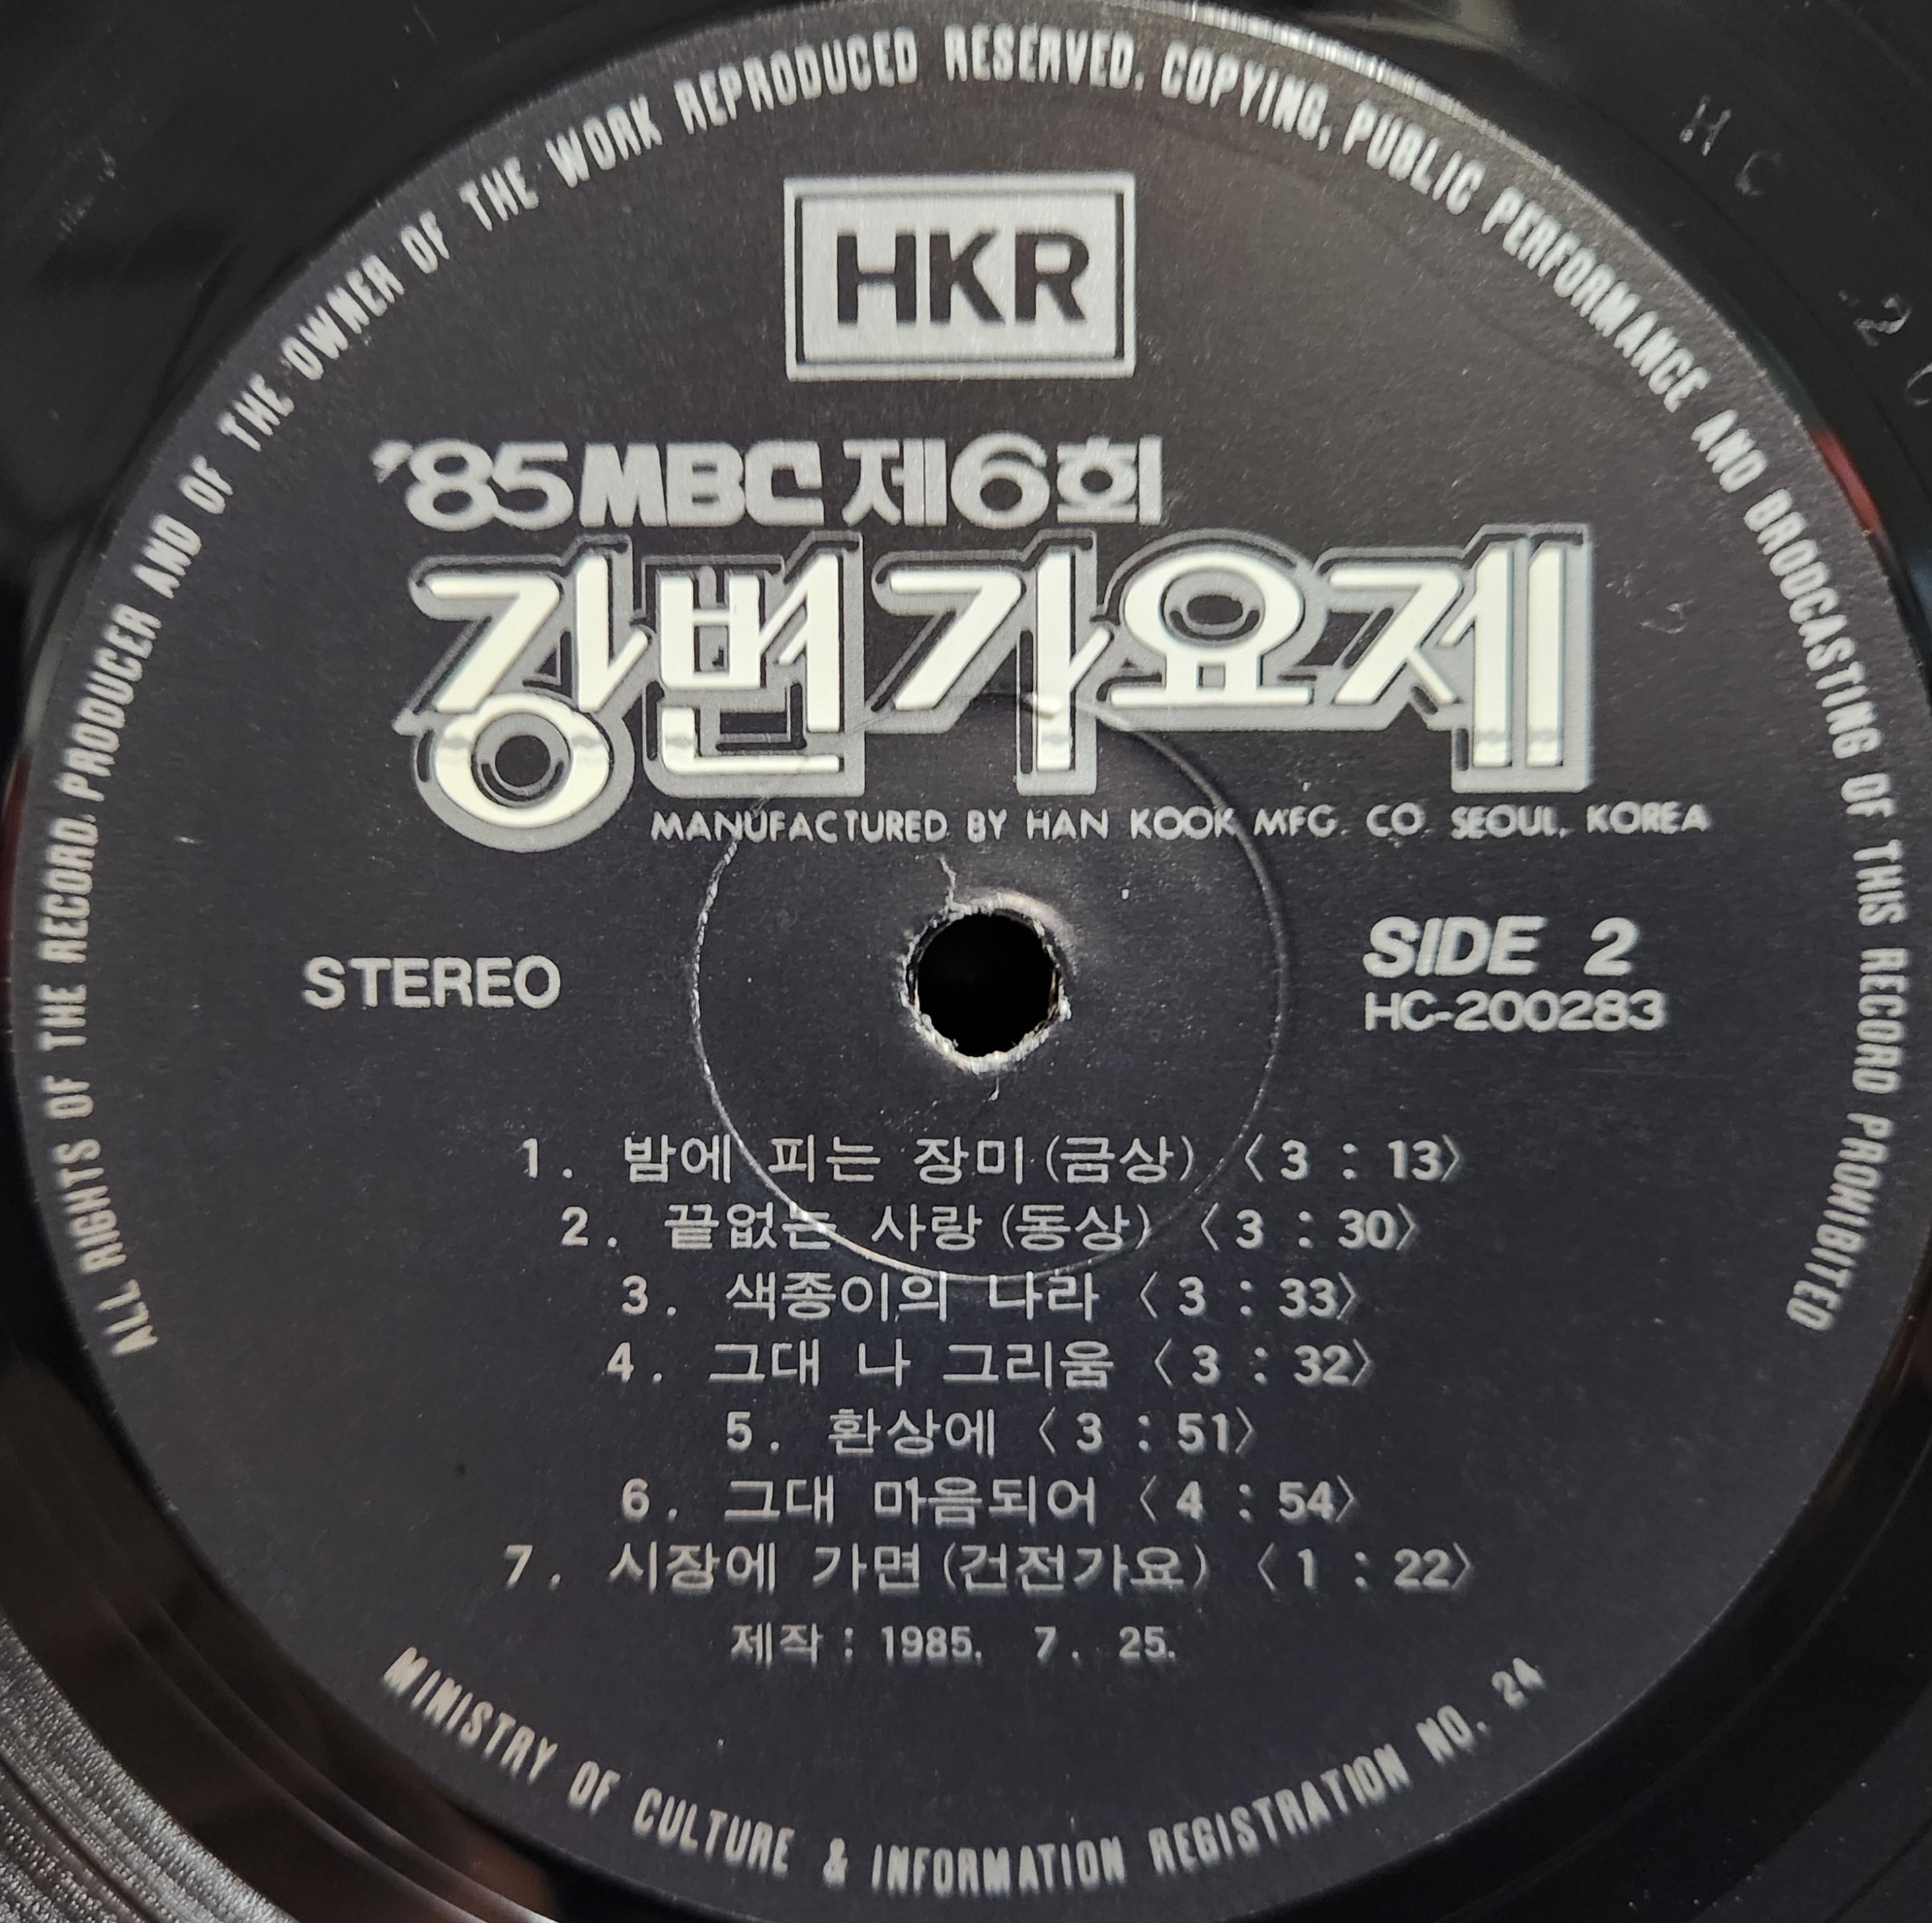 ALL RIGHTS OF THE RECORD. PRODUCER AND OF THE OWNER OF THE WORK REPRODUCED RESERVED. COPYING, PUBLIC PERFORMANCE AND BRODCASTING OF THIS RECORD PROHIBITED
HKR
'85 MBC 제6회
강변가요제
MANUFACTURED BY HAN KOOK MFG. CO. SEOUL, KOREA
STEREO
SIDE 2
HC-200283
1. 밤에 피는 장미(금상) 〈3 : 13〉
2. 끝없는 사랑(동상) 〈3 : 30〉
3. 색종이의 나라 〈3 : 33〉
4. 그대 나 그리움 〈3 : 32〉
5. 환상에 〈3 : 51〉
6. 그대 마음되어 〈4 : 54〉
7. 시장에 가면(건전가요) 〈1 : 22〉
제작 : 1985. 7. 25.
MINISTRY OF CULTURE & INFORMATION REGISTRATION NO. 24
HC 2